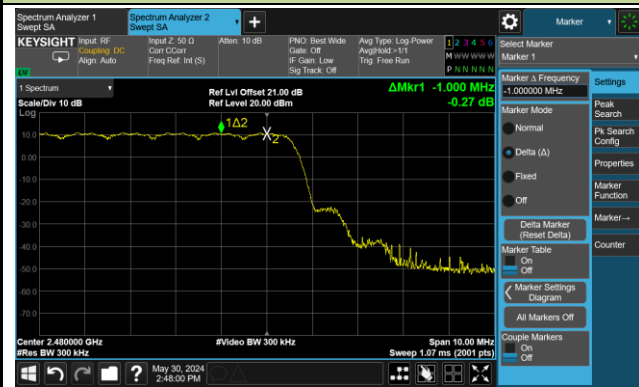 Spectrum Analyzer 1
Swept SA
Spectrum Analyzer 2
Swept SA
+
Marker
KEYSIGHT
Input: RF
Coupling: DC
Align: Auto
Input Z: 50 Ω
Corr CCorr
Freq Ref: Int (S)
Atten: 10 dB
PNO: Best Wide
Gate: Off
IF Gain: Low
Sig Track: Off
Avg Type: Log-Power
Avg|Hold:>1/1
Trig: Free Run
1 2 3 4 5 6
M W W W W W
P N N N N N
Select Marker
Marker 1
LW
1 Spectrum
Scale/Div 10 dB
Log
Ref Lvl Offset 21.00 dB
Ref Level 20.00 dBm
ΔMkr1 -1.000 MHz
-0.27 dB
1Δ2
2
10.0
0.00
-10.0
-20.0
-30.0
-40.0
-50.0
-60.0
-70.0
Center 2.480000 GHz
#Res BW 300 kHz
#Video BW 300 kHz
Span 10.00 MHz
Sweep 1.07 ms (2001 pts)
Marker Δ Frequency
-1.000000 MHz
Marker Mode
Normal
Delta (Δ)
Fixed
Off
Delta Marker
(Reset Delta)
Marker Table
On
Off
Marker Settings
Diagram
All Markers Off
Couple Markers
On
Off
Settings
Peak
Search
Pk Search
Config
Properties
Marker
Function
Marker→
Counter
?
May 30, 2024
2:48:00 PM